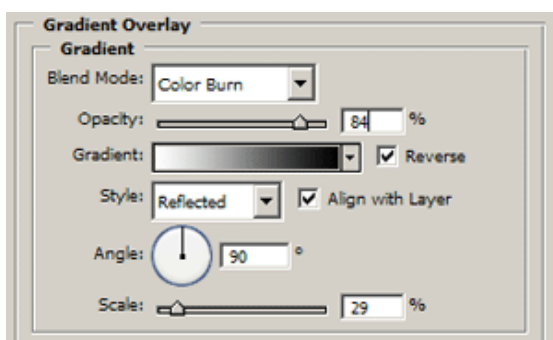 Gradient Overlay
Gradient
Blend Mode: Color Burn
Opacity: 84 %
Gradient: Reverse
Style: Reflected Align with Layer
Angle: 90 °
Scale: 29 %